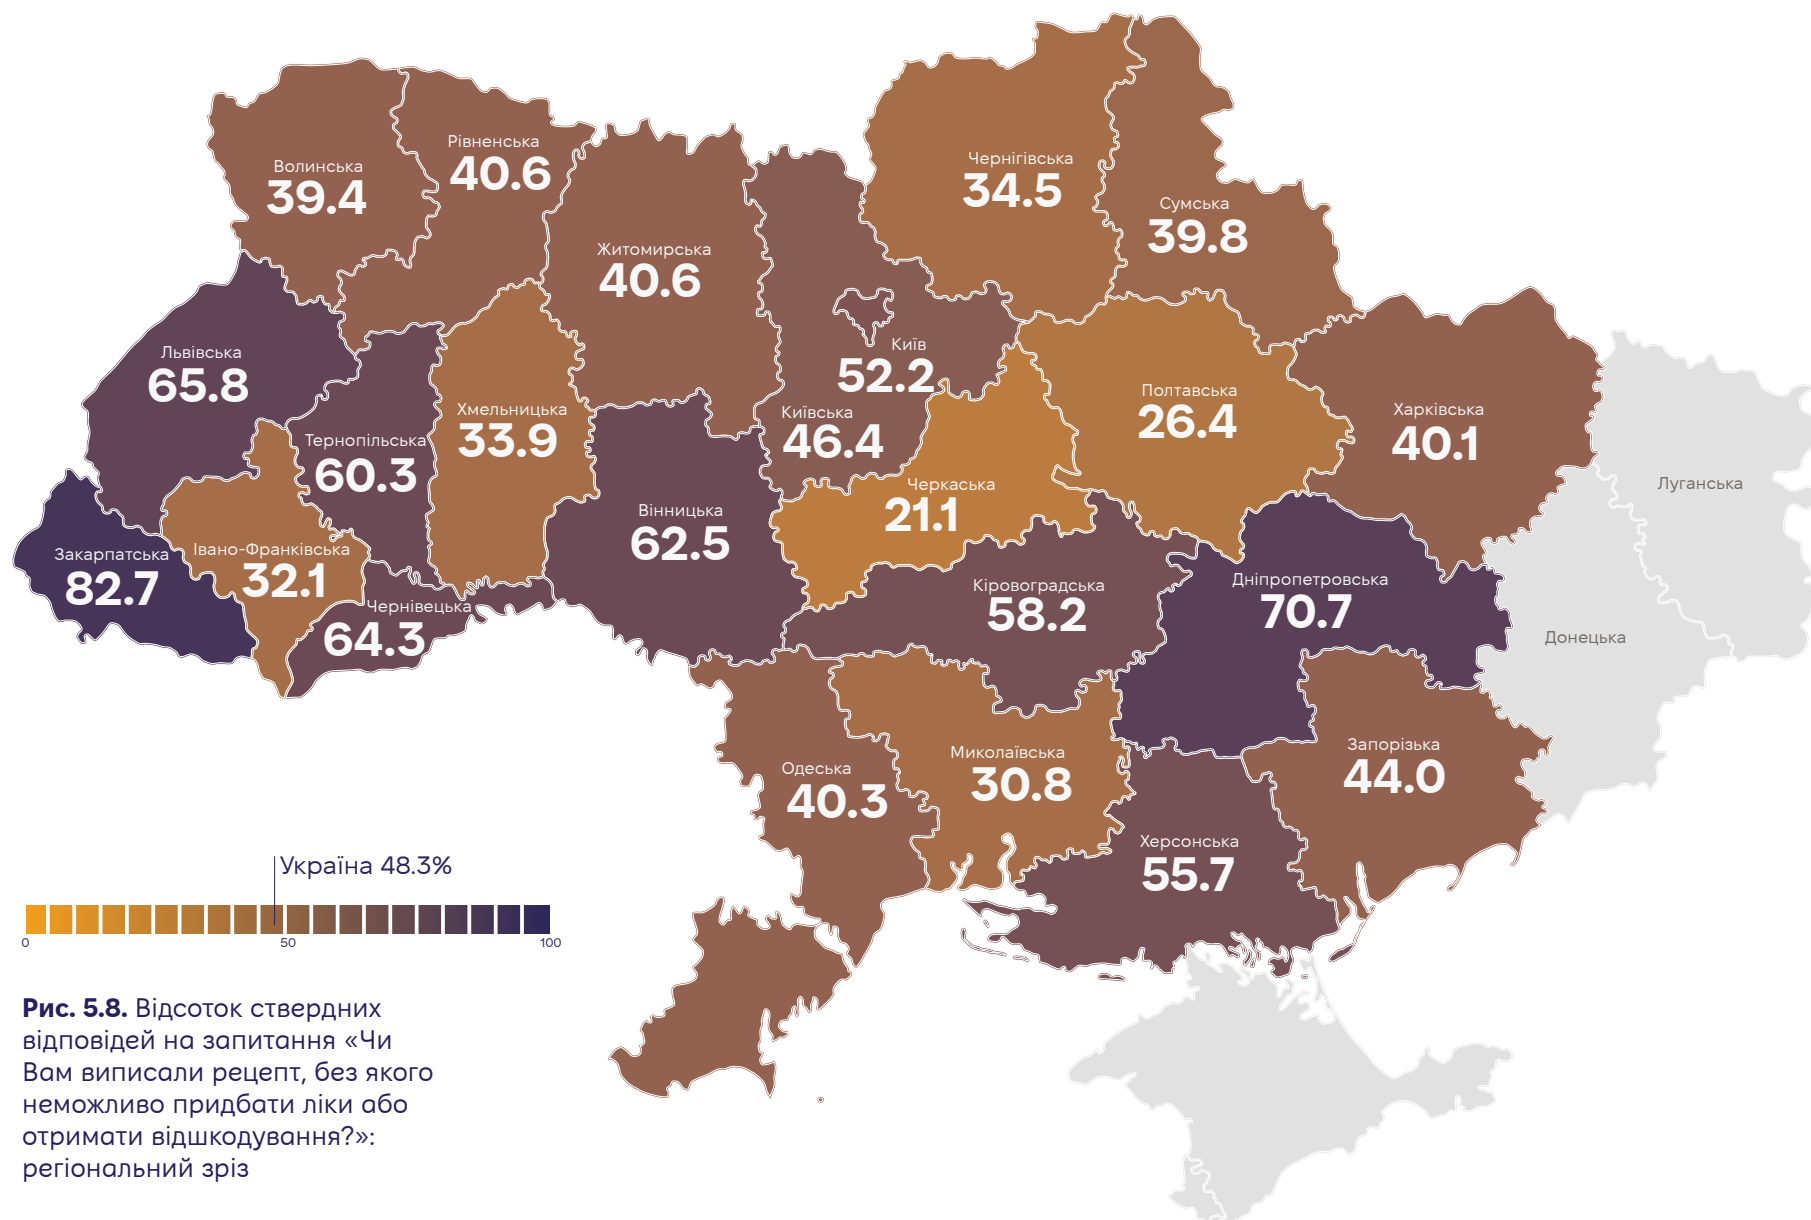 Волинська
39.4
Рівненська
40.6
Житомирська
40.6
Чернігівська
34.5
Сумська
39.8
Львівська
65.8
Тернопільська
60.3
Хмельницька
33.9
Київ
52.2
Київська
46.4
Полтавська
26.4
Харківська
40.1
Луганська
Черкаська
21.1
Вінницька
62.5
Закарпатська
82.7
Івано-Франківська
32.1
Чернівецька
64.3
Кіровоградська
58.2
Дніпропетровська
70.7
Донецька
Одеська
40.3
Миколаївська
30.8
Запорізька
44.0
Херсонська
55.7
Україна 48.3%
0 50 100
Рис. 5.8. Відсоток ствердних
відповідей на запитання «Чи
Вам виписали рецепт, без якого
неможливо придбати ліки або
отримати відшкодування?»:
регіональний зріз